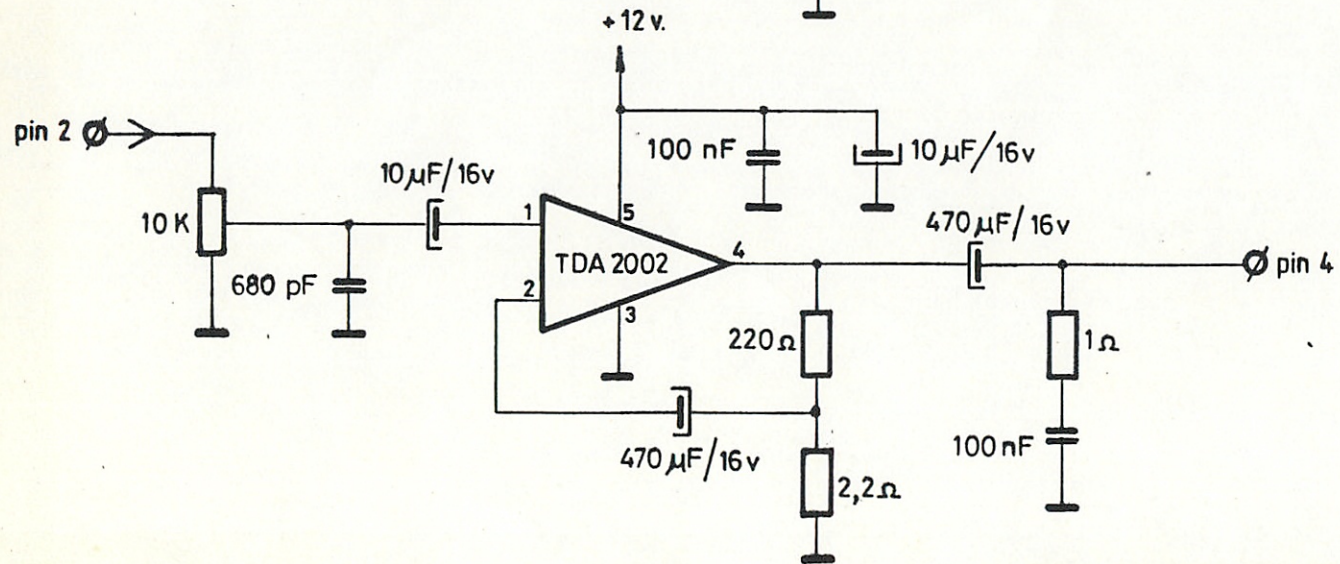 + 12 v.
pin 2
100 nF
10 µF/16v
10 µF/16v
470 µF/16v
10 K
1
5
4
TDA 2002
pin 4
680 pF
2
3
220 Ω
1 Ω
470 µF/16v
100 nF
2,2 Ω